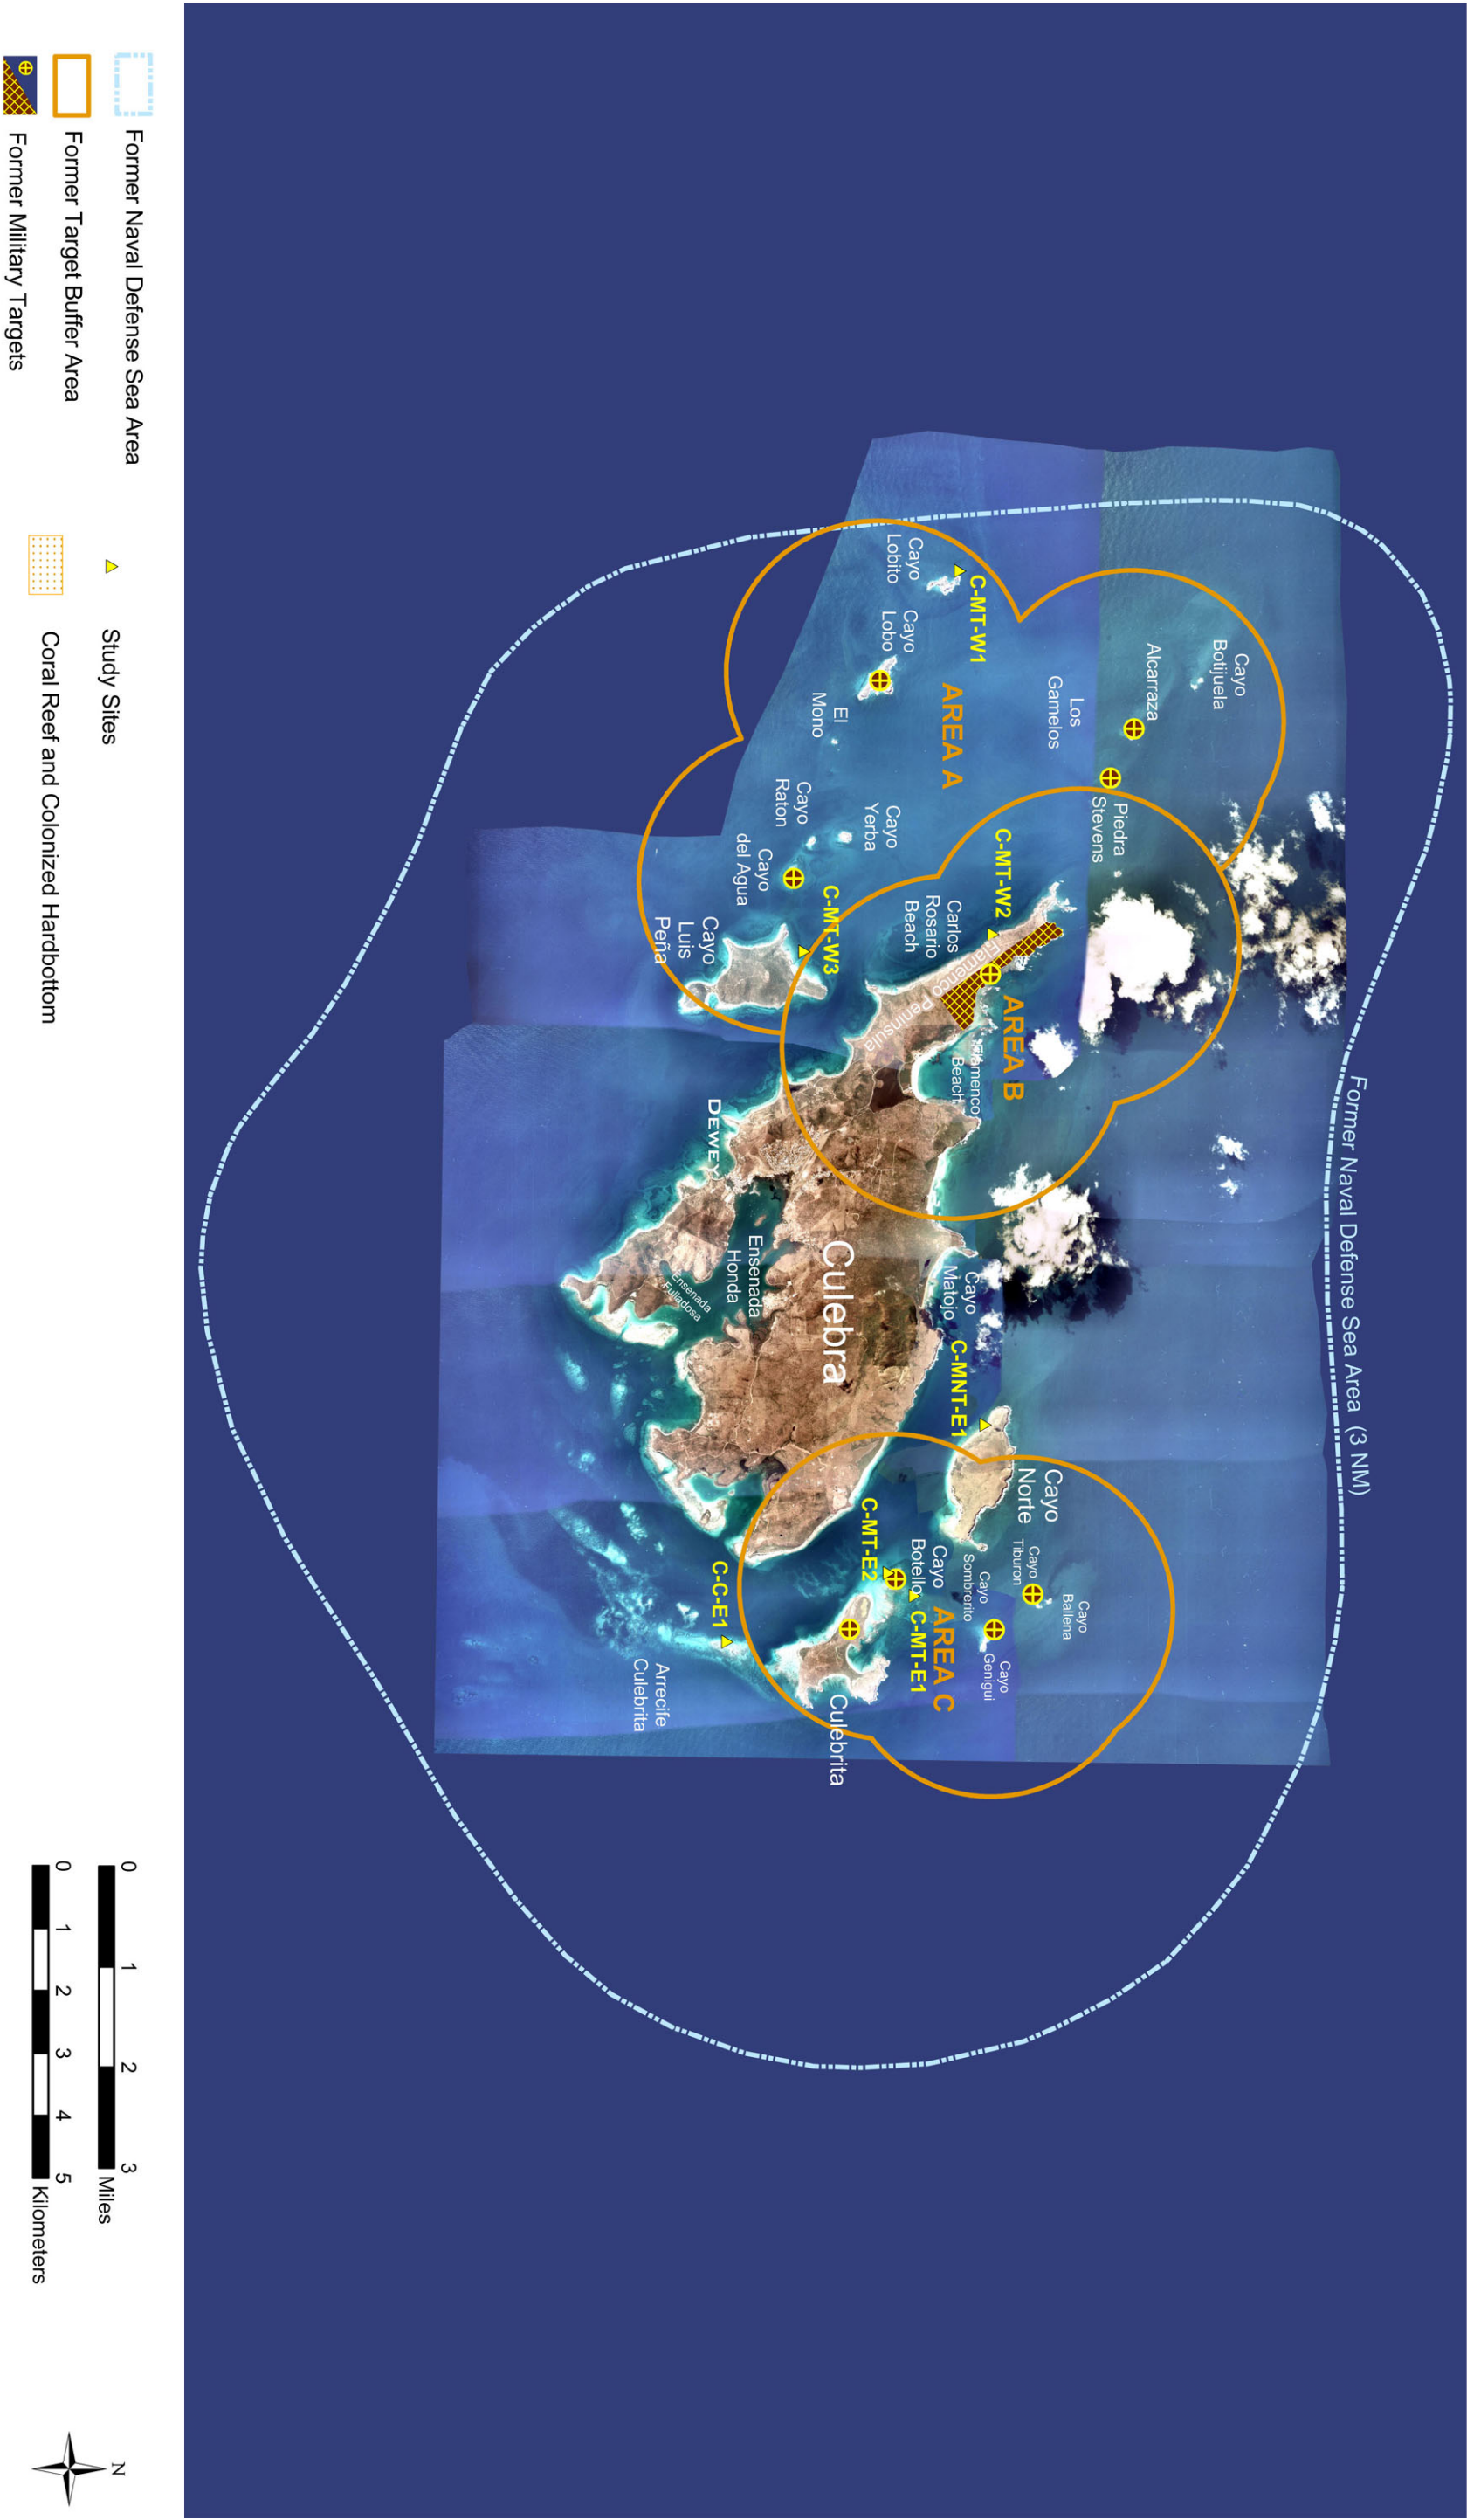 Former Naval Defense Sea Area (3 NM)
Cayo
Botijuela
Alcarraza
Los
Gamelos
Piedra
Stevens
Cayo
Lobito
C-MT-W1
AREA A
Cayo
Lobo
El
Mono
Cayo
Yerba
Cayo
Raton
Cayo
del Agua
C-MT-W2
Carlos
Rosario
Beach
Flamenco Peninsula
AREA B
Flamenco
Beach
C-MT-W3
Cayo
Luis
Peña
DEWEY
Ensenada
Honda
Ensenada
Fulladosa
Culebra
Cayo
Matojo
C-MNT-E1
Cayo
Norte
Cayo
Tiburon
Cayo
Ballena
Cayo
Sombrerito
Cayo
Genigui
Cayo
Botello
AREA C
C-MT-E2
C-MT-E1
C-C-E1
Culebrita
Arrecife
Culebrita
Former Naval Defense Sea Area
Former Target Buffer Area
Former Military Targets
Study Sites
Coral Reef and Colonized Hardbottom
0 1 2 3 Miles
0 1 2 3 4 5 Kilometers
N